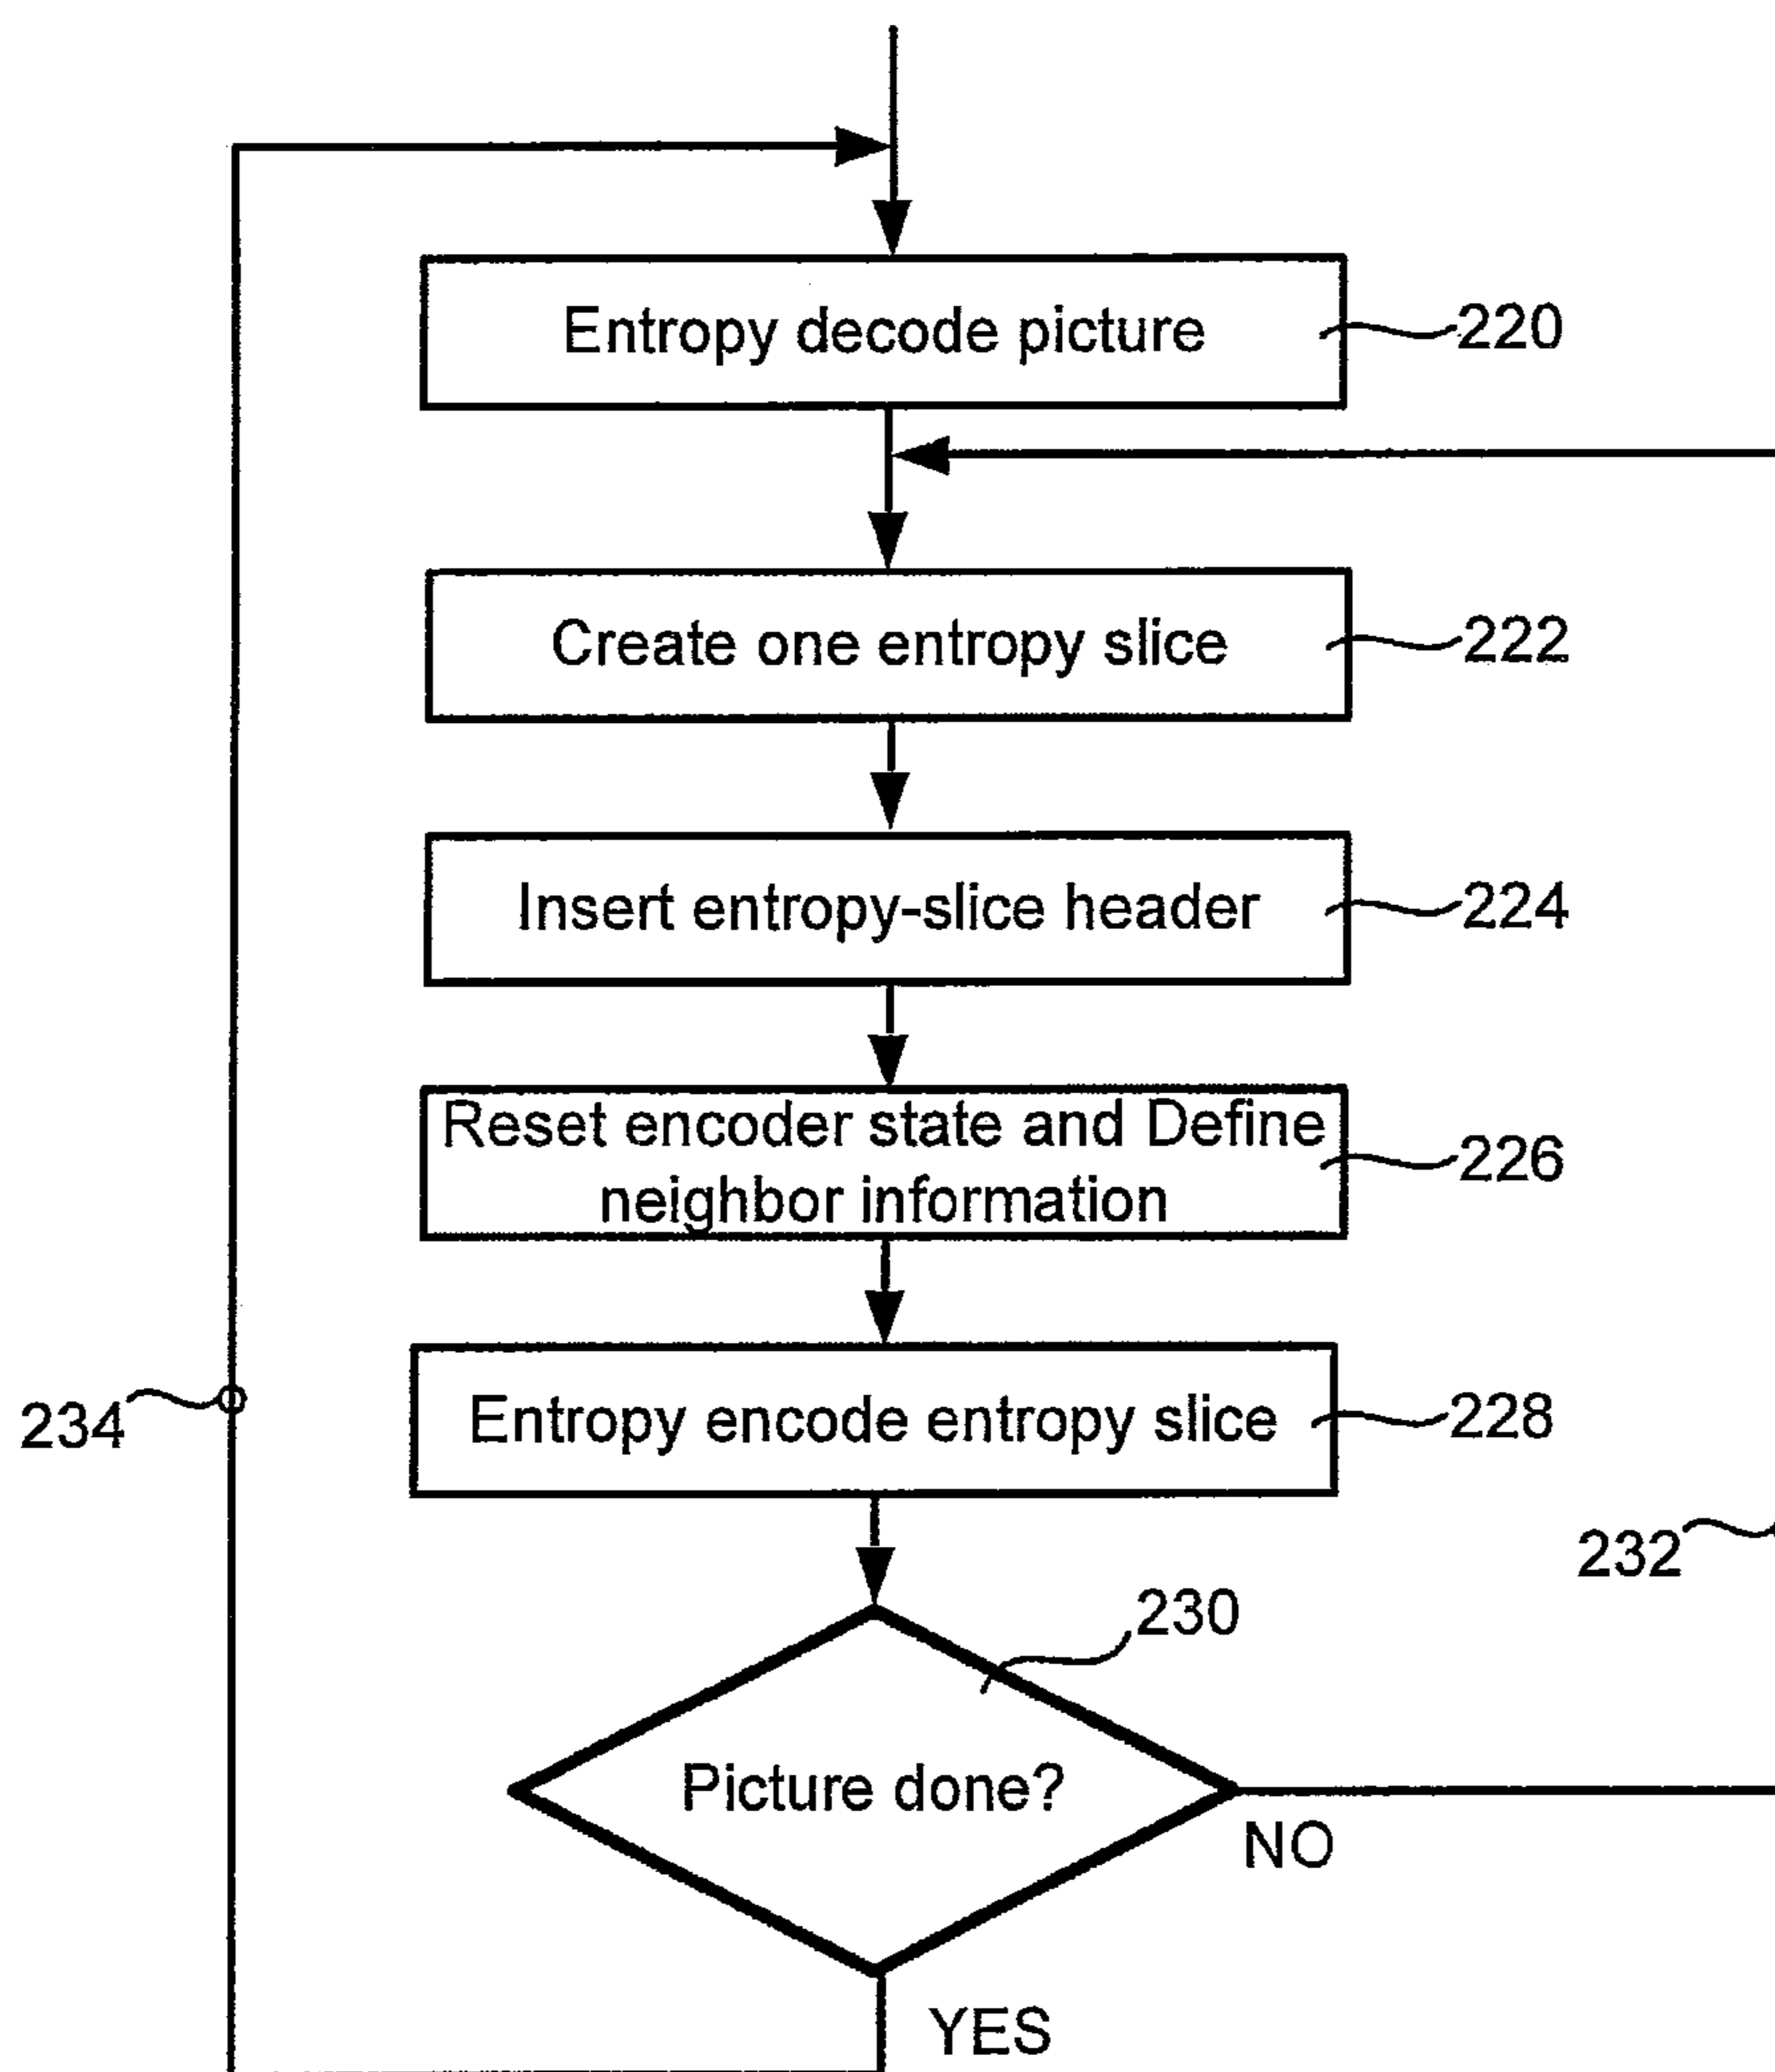 Entropy decode picture
220
Create one entropy slice
222
Insert entropy-slice header
224
Reset encoder state and Define
neighbor information
226
Entropy encode entropy slice
228
234
232
230
Picture done?
NO
YES